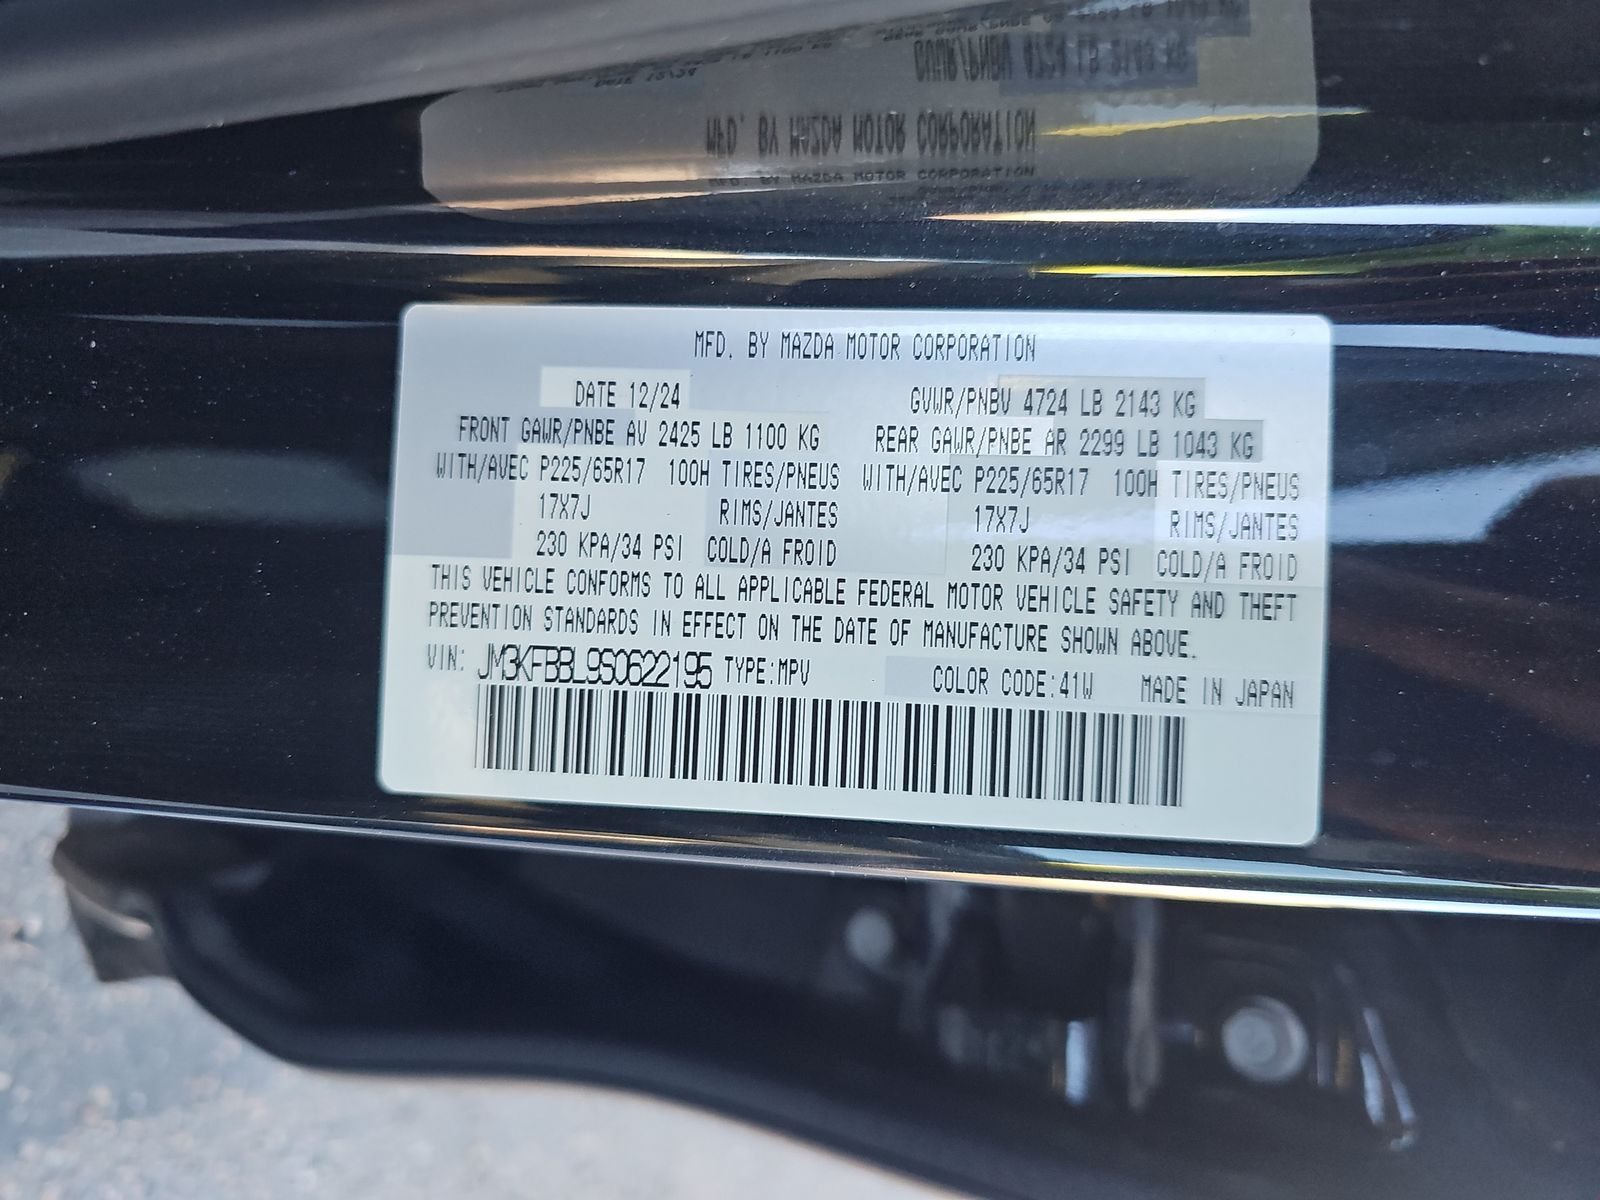 MFD. BY MAZDA MOTOR CORPORATION
MFD. BY MAZDA MOTOR CORPORATION
DATE 12/24 GVWR/PNBV 4724 LB 2143 KG
FRONT GAWR/PNBE AV 2425 LB 1100 KG REAR GAWR/PNBE AR 2299 LB 1043 KG
WITH/AVEC P225/65R17 100H TIRES/PNEUS WITH/AVEC P225/65R17 100H TIRES/PNEUS
17X7J RIMS/JANTES 17X7J RIMS/JANTES
230 KPA/34 PSI COLD/A FROID 230 KPA/34 PSI COLD/A FROID
THIS VEHICLE CONFORMS TO ALL APPLICABLE FEDERAL MOTOR VEHICLE SAFETY AND THEFT
PREVENTION STANDARDS IN EFFECT ON THE DATE OF MANUFACTURE SHOWN ABOVE.
VIN: JM3KFBBL9S0622195 TYPE:MPV COLOR CODE:41W MADE IN JAPAN